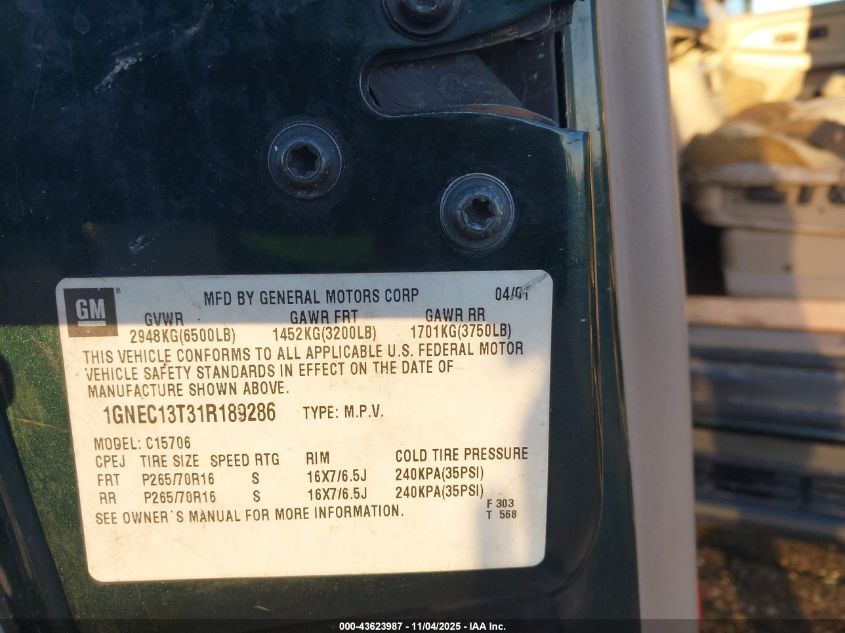 GM
MFD BY GENERAL MOTORS CORP 04/01
GVWR GAWR FRT GAWR RR
2948KG(6500LB) 1452KG(3200LB) 1701KG(3750LB)
THIS VEHICLE CONFORMS TO ALL APPLICABLE U.S. FEDERAL MOTOR
VEHICLE SAFETY STANDARDS IN EFFECT ON THE DATE OF
MANUFACTURE SHOWN ABOVE.
1GNEC13T31R189286 TYPE: M.P.V.
MODEL: C15706
CPEJ TIRE SIZE SPEED RTG RIM COLD TIRE PRESSURE
FRT P265/70R16 S 16X7/6.5J 240KPA(35PSI)
RR P265/70R16 S 16X7/6.5J 240KPA(35PSI)
SEE OWNER'S MANUAL FOR MORE INFORMATION.
F 303
T 568
000-43623987 - 11/04/2025 - IAA Inc.